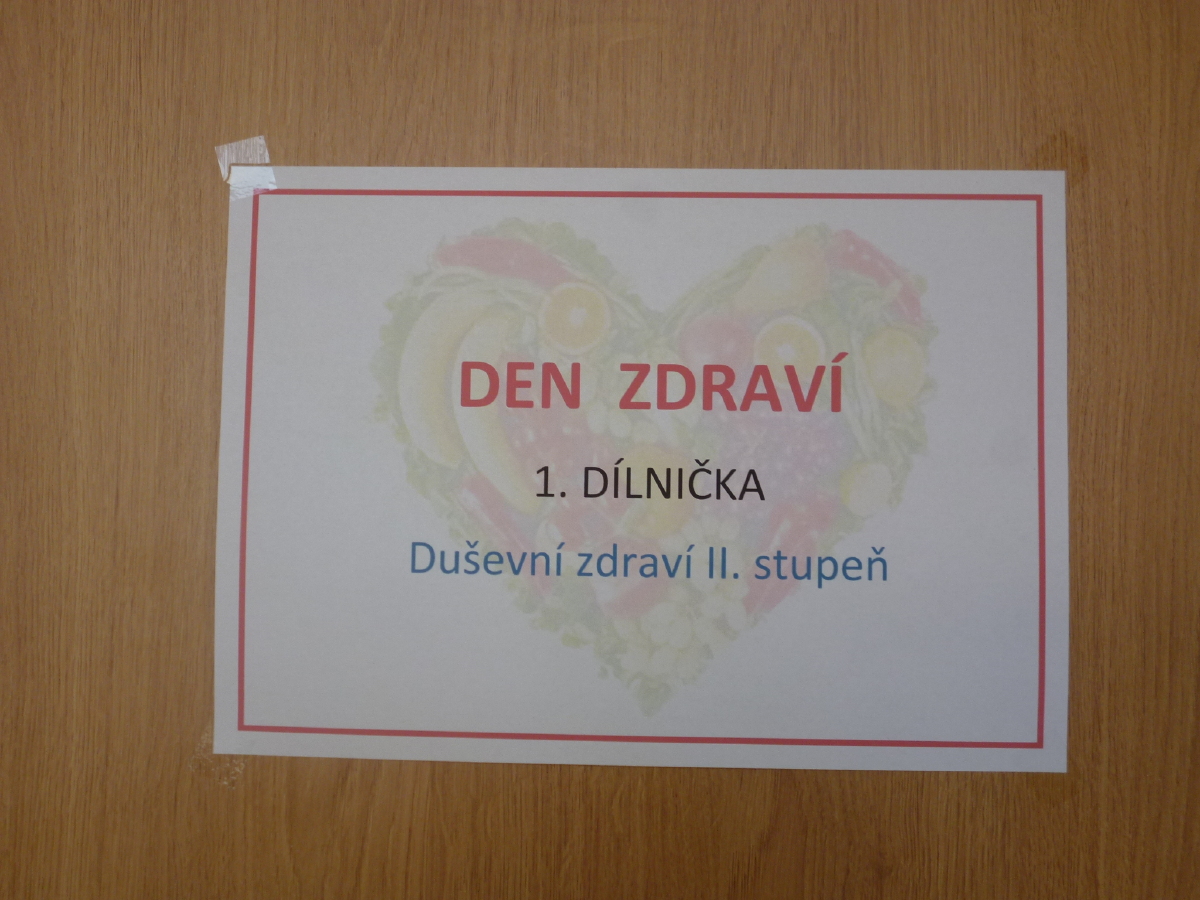 DEN ZDRAVÍ
1. DÍLNIČKA
Duševní zdraví II. stupeň